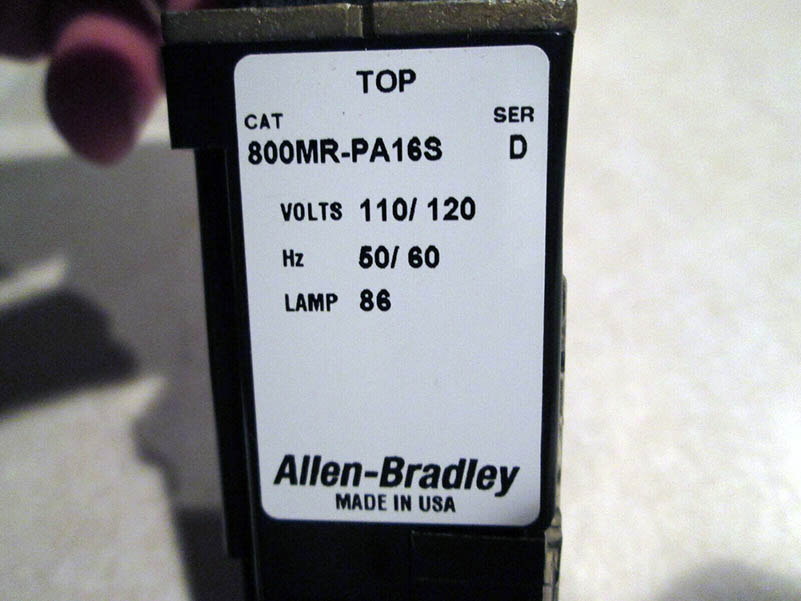 TOP
CAT SER
800MR-PA16S D
VOLTS 110/ 120
Hz 50/ 60
LAMP 86
Allen-Bradley
MADE IN USA